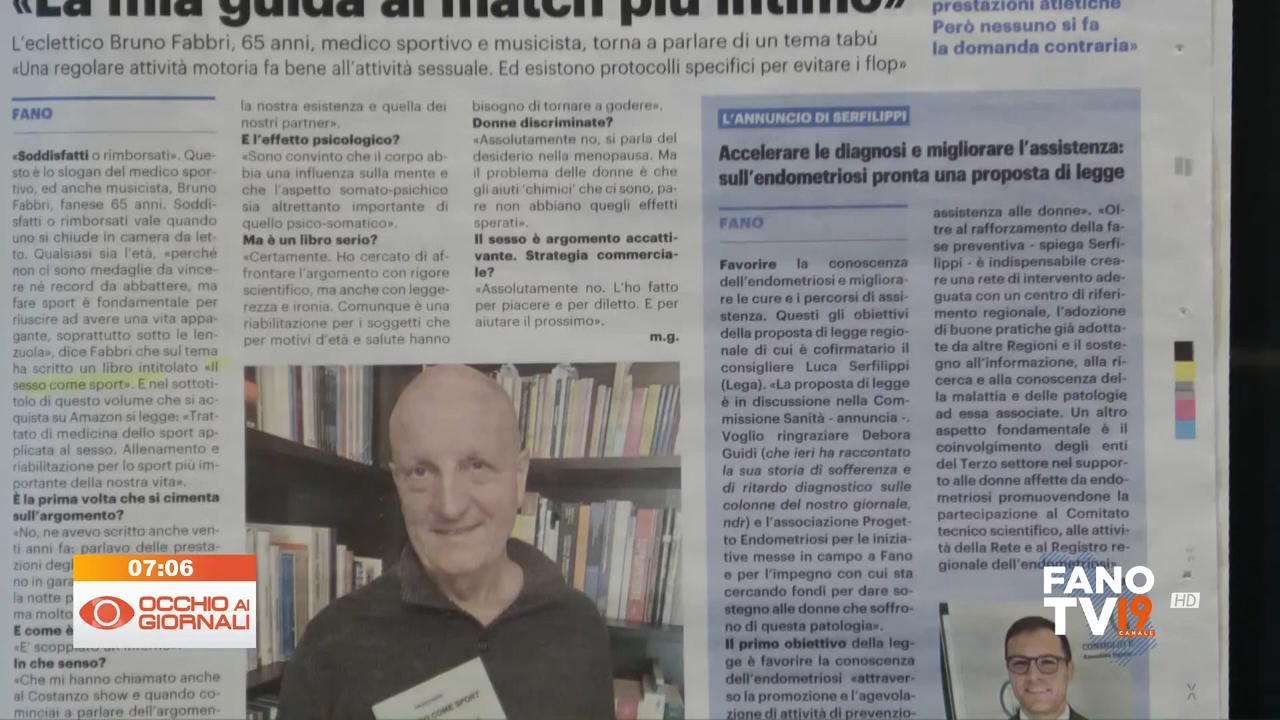 «La mia guida al match più intimo»
L'eclettico Bruno Fabbri, 65 anni, medico sportivo e musicista, torna a parlare di un tema tabù
«Una regolare attività motoria fa bene all'attività sessuale. Ed esistono protocolli specifici per evitare i flop»
prestazioni atletiche
Però nessuno si fa
la domanda contraria»
FANO
«Soddisfatti o rimborsati». Que-
sto è lo slogan del medico spor-
tivo, ed anche musicista, Bruno
Fabbri, fanese 65 anni. Soddi-
sfatti o rimborsati vale quando
uno si chiude in camera da let-
to. Qualsiasi sia l'età, «perché
non ci sono medaglie da vince-
re né record da abbattere, ma
fare sport è fondamentale per
riuscire ad avere una vita appa-
gante, soprattutto sotto le len-
zuola», dice Fabbri che sul tema
ha scritto un libro intitolato «Il
sesso come sport». E nel sottoti-
tolo di questo volume che si ac-
quista su Amazon si legge: «Trat-
tato di medicina dello sport ap-
plicata al sesso. Allenamento e
riabilitazione per lo sport più im-
portante della nostra vita».
È la prima volta che si cimenta
sull'argomento?
«No, ne avevo scritto anche ven-
ti anni fa: parlavo delle presta-
zioni degl
no in gara
la notte p
ma molto
E come è
«E' scoppiato un inferno».
In che senso?
«Che mi hanno chiamato anche
al Costanzo show e quando co-
minciai a parlare dell'argomen-
la nostra esistenza e quella dei
nostri partner».
E l'effetto psicologico?
«Sono convinto che il corpo ab-
bia una influenza sulla mente e
che l'aspetto somato-psichico
sia altrettanto importante di
quello psico-somatico».
Ma è un libro serio?
«Certamente. Ho cercato di af-
frontare l'argomento con rigore
scientifico, ma anche con legge-
rezza e ironia. Comunque è una
riabilitazione per i soggetti che
per motivi d'età e salute hanno
bisogno di tornare a godere».
Donne discriminate?
«Assolutamente no, si parla del
desiderio nella menopausa. Ma
il problema delle donne è che
gli aiuti 'chimici' che ci sono, pa-
re non abbiano quegli effetti
sperati».
Il sesso è argomento accatti-
vante. Strategia commercia-
le?
«Assolutamente no. L'ho fatto
per piacere e per diletto. E per
aiutare il prossimo».
m.g.
COME SPORT
L'ANNUNCIO DI SERFILIPPI
Accelerare le diagnosi e migliorare l'assistenza:
sull'endometriosi pronta una proposta di legge
FANO
Favorire la conoscenza
dell'endometriosi e migliora-
re le cure e i percorsi di assi-
stenza. Questi gli obiettivi
della proposta di legge regio-
nale di cui è cofirmatario il
consigliere Luca Serfilippi
(Lega). «La proposta di legge
è in discussione nella Com-
missione Sanità - annuncia -.
Voglio ringraziare Debora
Guidi (che ieri ha raccontato
la sua storia di sofferenza e
di ritardo diagnostico sulle
colonne del nostro giornale,
ndr) e l'associazione Proget-
to Endometriosi per le inizia-
tive messe in campo a Fano
e per l'impegno con cui sta
cercando fondi per dare so-
stegno alle donne che soffro-
no di questa patologia».
Il primo obiettivo della leg-
ge è favorire la conoscenza
dell'endometriosi «attraver-
so la promozione e l'agevola-
zione di attività di prevenzio-
assistenza alle donne». «Ol-
tre al rafforzamento della fa-
se preventiva - spiega Serfi-
lippi - è indispensabile crea-
re una rete di intervento ade-
guata con un centro di riferi-
mento regionale, l'adozione
di buone pratiche già adotta-
te da altre Regioni e il soste-
gno all'informazione, alla ri-
cerca e alla conoscenza del-
la malattia e delle patologie
ad essa associate. Un altro
aspetto fondamentale è il
coinvolgimento degli enti
del Terzo settore nel suppor-
to alle donne affette da endo-
metriosi promuovendone la
partecipazione al Comitato
tecnico scientifico, alle attivi-
tà della Rete e al Registro re-
gionale dell'endometriosi».
07:06
OCCHIO AI
GIORNALI
FANO
TV19
CANALE
HD